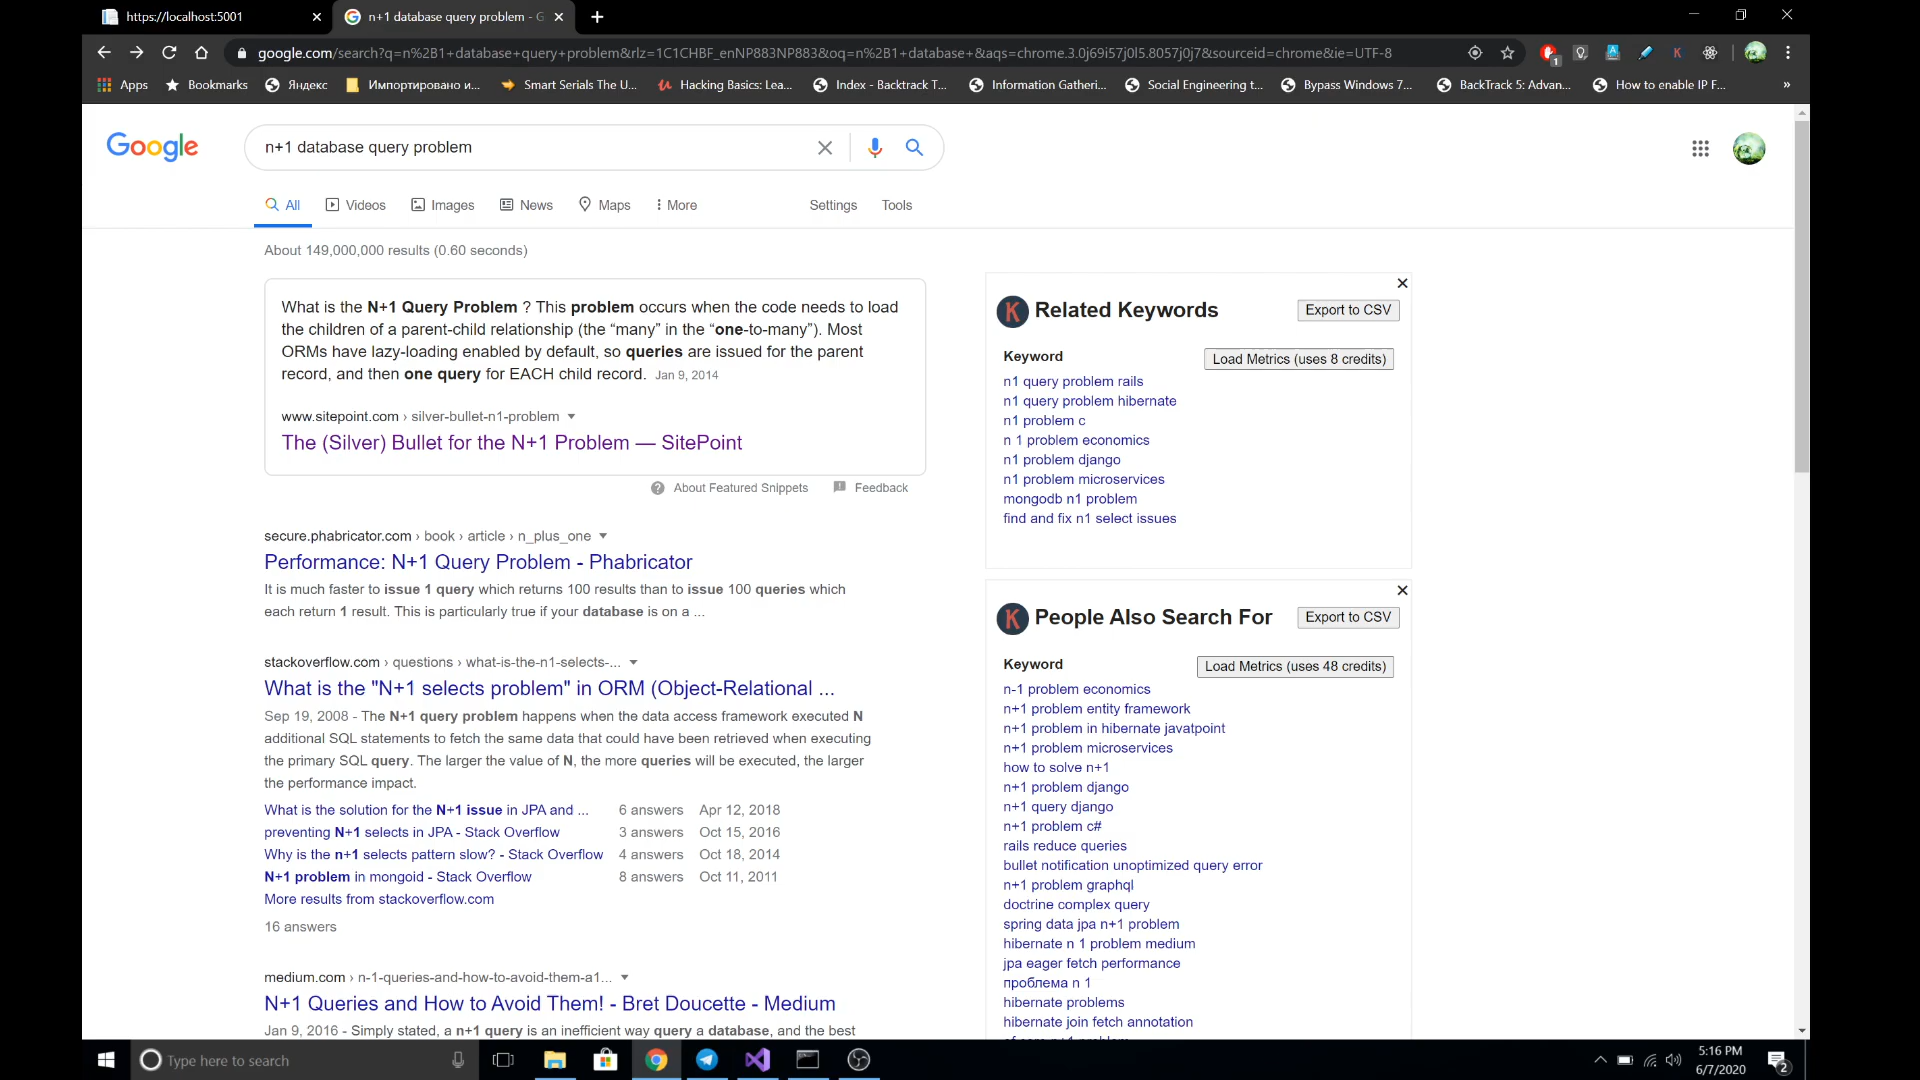 https://localhost:5001
n+1 database query problem - G
google.com/search?q=n%2B1+database+query+problem&rlz=1C1CHBF_enNP883NP883&oq=n%2B1+database+&aqs=chrome.3.0j69i57j0l5.8057j0j7&sourceid=chrome&ie=UTF-8
1
Apps
Bookmarks
Яндекс
Импортировано и...
Smart Serials The U...
Hacking Basics: Lea...
Index - Backtrack T...
Information Gatheri...
Social Engineering t...
Bypass Windows 7...
BackTrack 5: Advan...
How to enable IP F...
»
Google
n+1 database query problem
All
Videos
Images
News
Maps
More
Settings
Tools
About 149,000,000 results (0.60 seconds)
What is the N+1 Query Problem ? This problem occurs when the code needs to load
the children of a parent-child relationship (the “many” in the “one-to-many”). Most
ORMs have lazy-loading enabled by default, so queries are issued for the parent
record, and then one query for EACH child record. Jan 9, 2014
www.sitepoint.com › silver-bullet-n1-problem
The (Silver) Bullet for the N+1 Problem — SitePoint
About Featured Snippets
Feedback
secure.phabricator.com › book › article › n_plus_one
Performance: N+1 Query Problem - Phabricator
It is much faster to issue 1 query which returns 100 results than to issue 100 queries which
each return 1 result. This is particularly true if your database is on a ...
stackoverflow.com › questions › what-is-the-n1-selects-...
What is the "N+1 selects problem" in ORM (Object-Relational ...
Sep 19, 2008 - The N+1 query problem happens when the data access framework executed N
additional SQL statements to fetch the same data that could have been retrieved when executing
the primary SQL query. The larger the value of N, the more queries will be executed, the larger
the performance impact.
What is the solution for the N+1 issue in JPA and ... 6 answers Apr 12, 2018
preventing N+1 selects in JPA - Stack Overflow 3 answers Oct 15, 2016
Why is the n+1 selects pattern slow? - Stack Overflow 4 answers Oct 18, 2014
N+1 problem in mongoid - Stack Overflow 8 answers Oct 11, 2011
More results from stackoverflow.com
16 answers
medium.com › n-1-queries-and-how-to-avoid-them-a1...
N+1 Queries and How to Avoid Them! - Bret Doucette - Medium
Jan 9, 2016 - Simply stated, a n+1 query is an inefficient way query a database, and the best
K
Related Keywords
Export to CSV
Keyword
Load Metrics (uses 8 credits)
n1 query problem rails
n1 query problem hibernate
n1 problem c
n 1 problem economics
n1 problem django
n1 problem microservices
mongodb n1 problem
find and fix n1 select issues
K
People Also Search For
Export to CSV
Keyword
Load Metrics (uses 48 credits)
n-1 problem economics
n+1 problem entity framework
n+1 problem in hibernate javatpoint
n+1 problem microservices
how to solve n+1
n+1 problem django
n+1 query django
n+1 problem c#
rails reduce queries
bullet notification unoptimized query error
n+1 problem graphql
doctrine complex query
spring data jpa n+1 problem
hibernate n 1 problem medium
jpa eager fetch performance
проблема n 1
hibernate problems
hibernate join fetch annotation
Type here to search
5:16 PM
6/7/2020
2